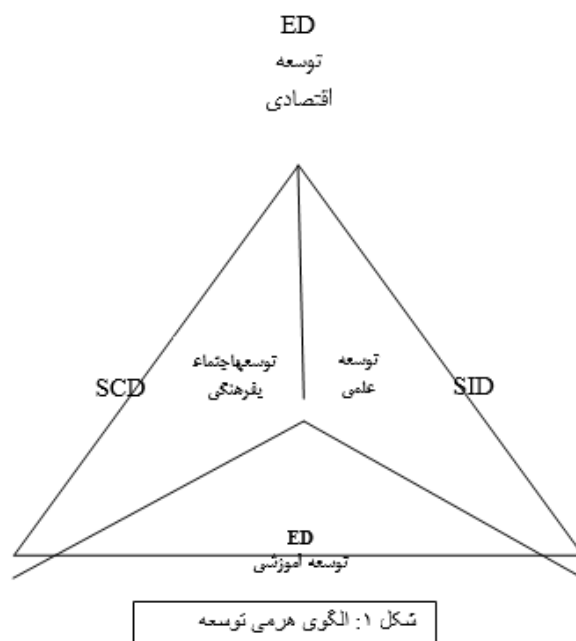 ED
توسعه
اقتصادی
توسعهاجتماع
یفرهنگی
توسعه
علمی
SCD
SID
ED
توسعه آموزشی
شکل ۱: الگوی هرمی توسعه